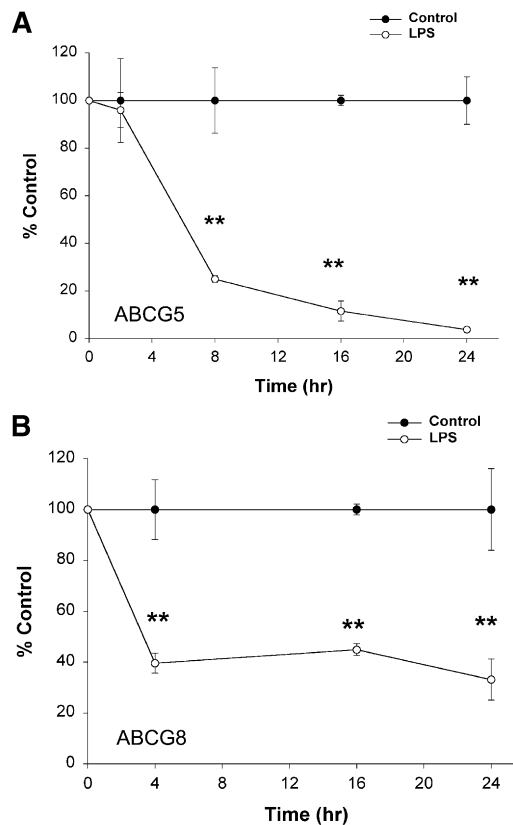 A
Control
LPS
120
100
80
60
40
20
0
% Control
**
**
**
ABCG5
0 4 8 12 16 20 24
Time (hr)
B
Control
LPS
120
100
80
60
40
20
0
% Control
**
**
**
ABCG8
0 4 8 12 16 20 24
Time (hr)